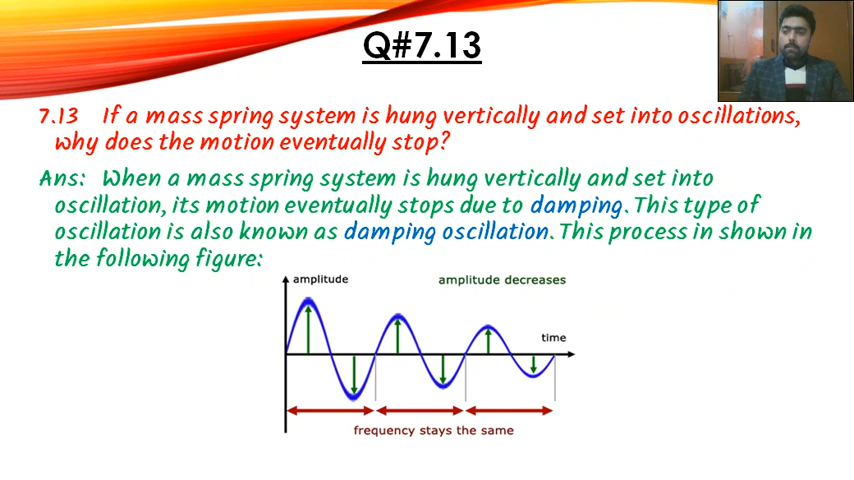 Q#7.13
7.13 If a mass spring system is hung vertically and set into oscillations,
why does the motion eventually stop?
Ans: When a mass spring system is hung vertically and set into
oscillation, its motion eventually stops due to damping. This type of
oscillation is also known as damping oscillation. This process in shown in
the following figure:
amplitude
amplitude decreases
time
frequency stays the same